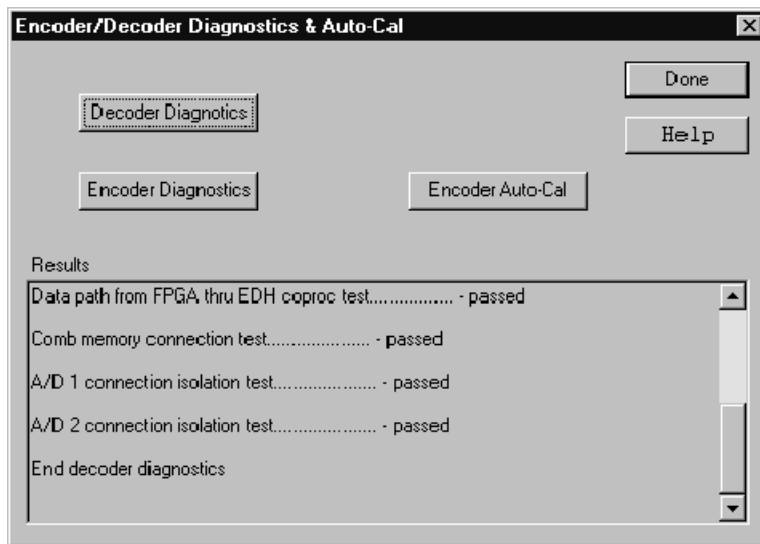 Encoder/Decoder Diagnostics & Auto-Cal
Done
Decoder Diagnotics
Help
Encoder Diagnostics
Encoder Auto-Cal
Results
Data path from FPGA thru EDH coproc test................. - passed
Comb memory connection test..................... - passed
A/D 1 connection isolation test..................... - passed
A/D 2 connection isolation test..................... - passed
End decoder diagnostics